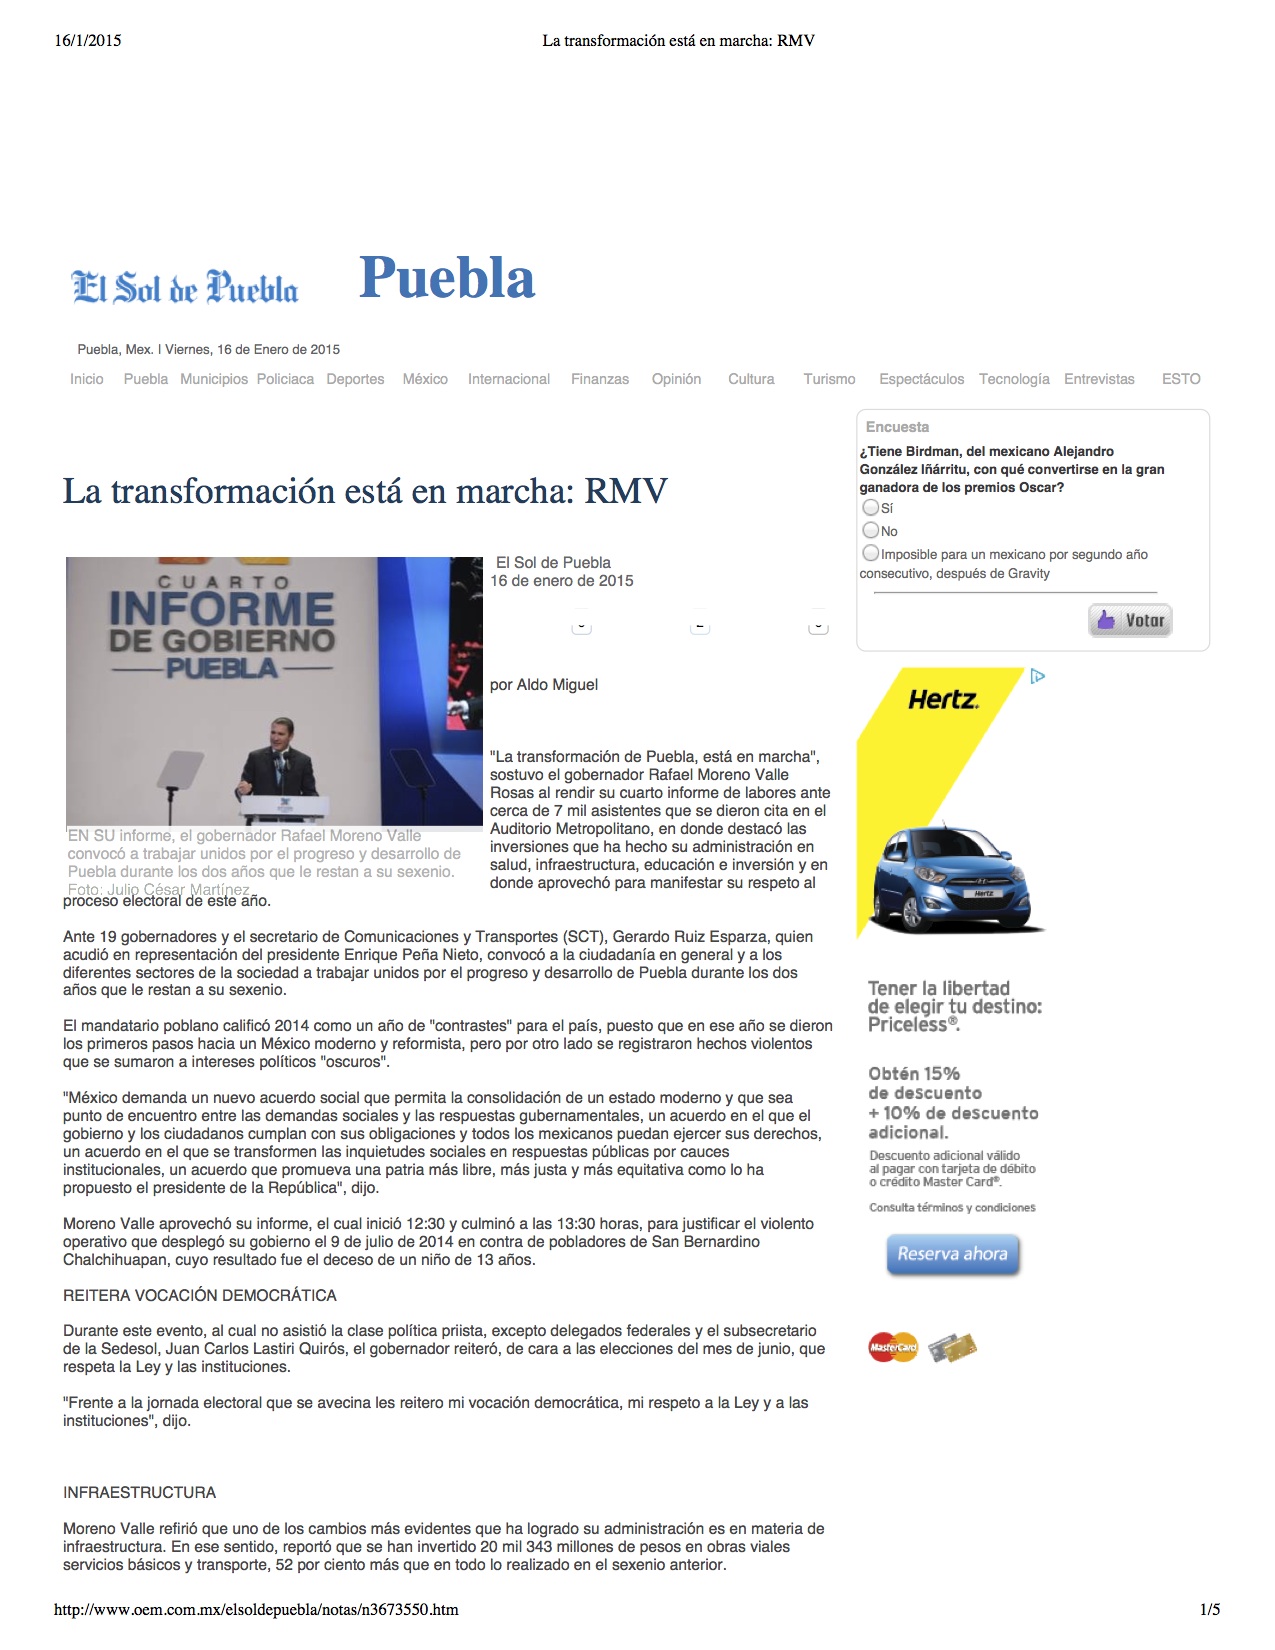 16/1/2015
La transformación está en marcha: RMV
El Sol de Puebla
Puebla
Puebla, Mex. | Viernes, 16 de Enero de 2015
Inicio Puebla Municipios Policiaca Deportes México Internacional Finanzas Opinión Cultura Turismo Espectáculos Tecnología Entrevistas ESTO
La transformación está en marcha: RMV
CUARTO
INFORME
DE GOBIERNO
PUEBLA
EN SU informe, el gobernador Rafael Moreno Valle
convocó a trabajar unidos por el progreso y desarrollo de
Puebla durante los dos años que le restan a su sexenio.
Foto: Julio César Martínez
El Sol de Puebla
16 de enero de 2015
por Aldo Miguel
"La transformación de Puebla, está en marcha",
sostuvo el gobernador Rafael Moreno Valle
Rosas al rendir su cuarto informe de labores ante
cerca de 7 mil asistentes que se dieron cita en el
Auditorio Metropolitano, en donde destacó las
inversiones que ha hecho su administración en
salud, infraestructura, educación e inversión y en
donde aprovechó para manifestar su respeto al
proceso electoral de este año.
Ante 19 gobernadores y el secretario de Comunicaciones y Transportes (SCT), Gerardo Ruiz Esparza, quien
acudió en representación del presidente Enrique Peña Nieto, convocó a la ciudadanía en general y a los
diferentes sectores de la sociedad a trabajar unidos por el progreso y desarrollo de Puebla durante los dos
años que le restan a su sexenio.
El mandatario poblano calificó 2014 como un año de "contrastes" para el país, puesto que en ese año se dieron
los primeros pasos hacia un México moderno y reformista, pero por otro lado se registraron hechos violentos
que se sumaron a intereses políticos "oscuros".
"México demanda un nuevo acuerdo social que permita la consolidación de un estado moderno y que sea
punto de encuentro entre las demandas sociales y las respuestas gubernamentales, un acuerdo en el que el
gobierno y los ciudadanos cumplan con sus obligaciones y todos los mexicanos puedan ejercer sus derechos,
un acuerdo en el que se transformen las inquietudes sociales en respuestas públicas por cauces
institucionales, un acuerdo que promueva una patria más libre, más justa y más equitativa como lo ha
propuesto el presidente de la República", dijo.
Moreno Valle aprovechó su informe, el cual inició 12:30 y culminó a las 13:30 horas, para justificar el violento
operativo que desplegó su gobierno el 9 de julio de 2014 en contra de pobladores de San Bernardino
Chalchihuapan, cuyo resultado fue el deceso de un niño de 13 años.
REITERA VOCACIÓN DEMOCRÁTICA
Durante este evento, al cual no asistió la clase política priista, excepto delegados federales y el subsecretario
de la Sedesol, Juan Carlos Lastiri Quirós, el gobernador reiteró, de cara a las elecciones del mes de junio, que
respeta la Ley y las instituciones.
"Frente a la jornada electoral que se avecina les reitero mi vocación democrática, mi respeto a la Ley y a las
instituciones", dijo.
INFRAESTRUCTURA
Moreno Valle refirió que uno de los cambios más evidentes que ha logrado su administración es en materia de
infraestructura. En ese sentido, reportó que se han invertido 20 mil 343 millones de pesos en obras viales
servicios básicos y transporte, 52 por ciento más que en todo lo realizado en el sexenio anterior.
Encuesta
¿Tiene Birdman, del mexicano Alejandro
González Iñárritu, con qué convertirse en la gran
ganadora de los premios Oscar?
Sí
No
Imposible para un mexicano por segundo año
consecutivo, después de Gravity
Votar
Hertz.
Hertz
Tener la libertad
de elegir tu destino:
Priceless®.
Obtén 15%
de descuento
+ 10% de descuento
adicional.
Descuento adicional válido
al pagar con tarjeta de débito
o crédito Master Card®.
Consulta términos y condiciones
Reserva ahora
MasterCard
http://www.oem.com.mx/elsoldepuebla/notas/n3673550.htm
1/5